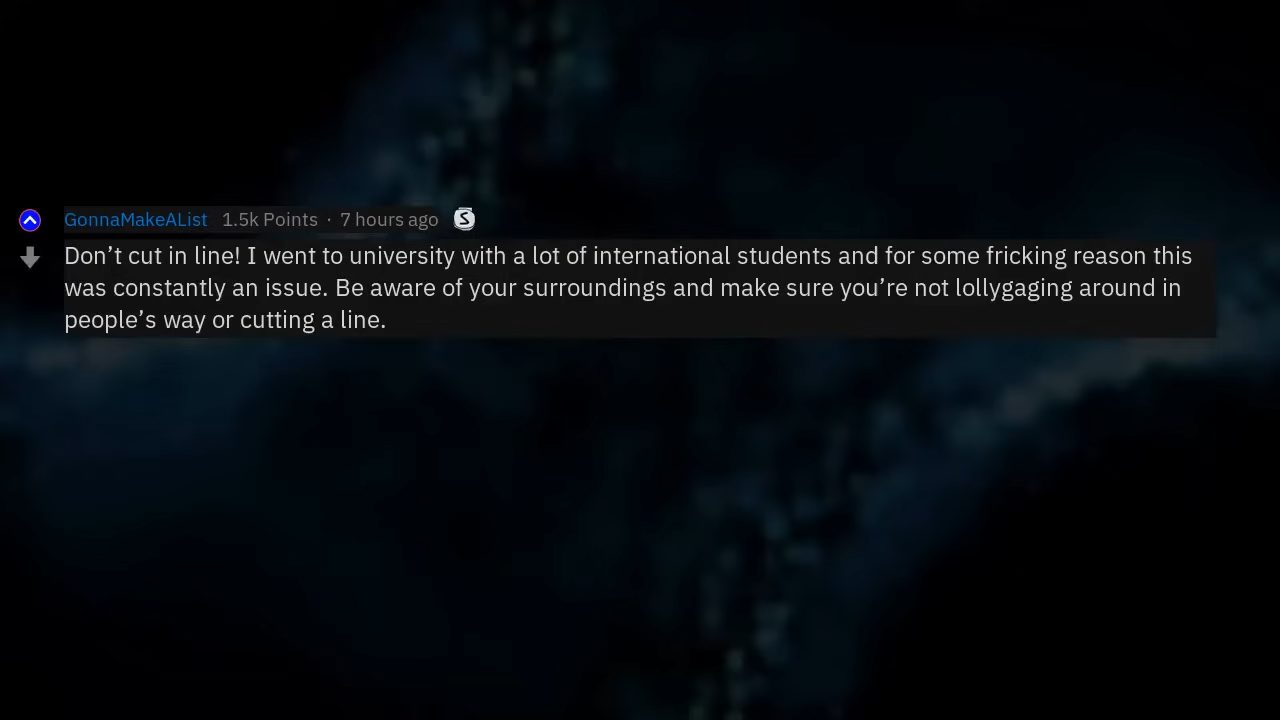 GonnaMakeAList 1.5k Points · 7 hours ago S
Don’t cut in line! I went to university with a lot of international students and for some fricking reason this
was constantly an issue. Be aware of your surroundings and make sure you’re not lollygaging around in
people’s way or cutting a line.